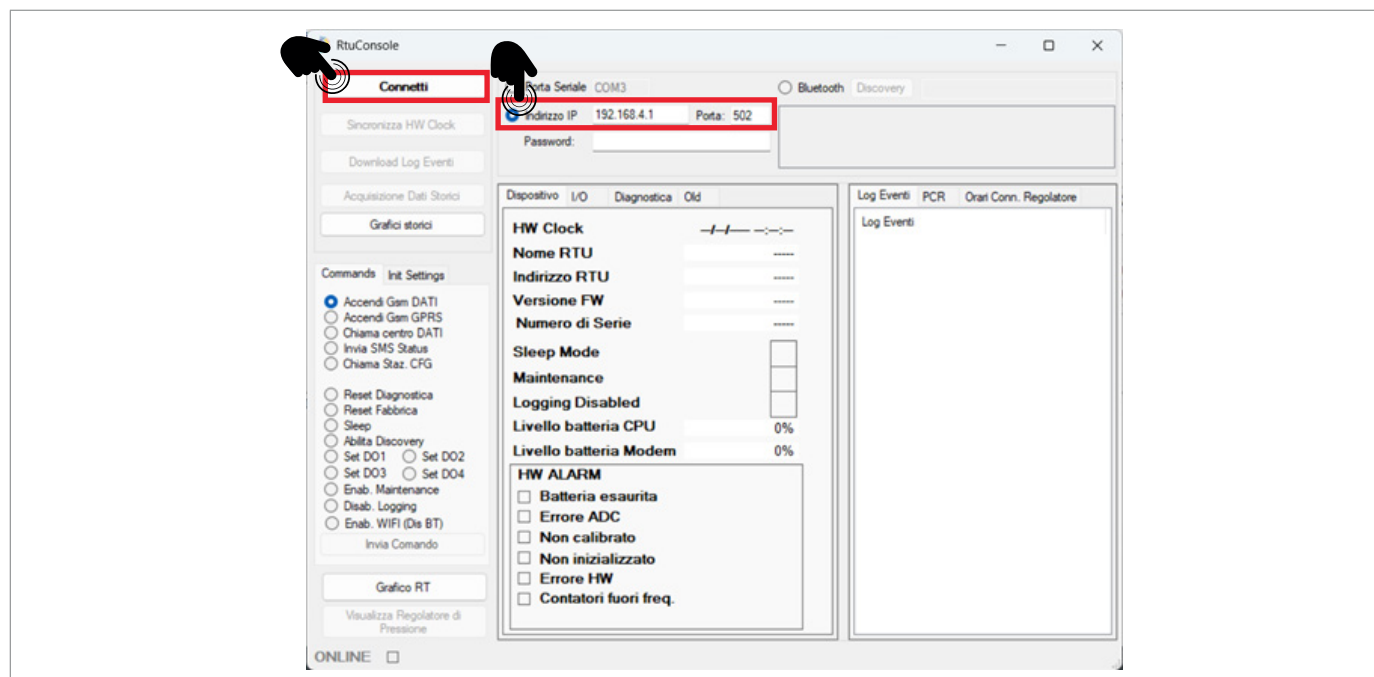 RtuConsole
Connetti
Porta Seriale COM3
Bluetooth Discovery
Sincronizza HW Clock
Indirizzo IP 192.168.4.1 Porta: 502
Password:
Download Log Eventi
Acquisizione Dati Storici
Grafici storici
Commands Init Settings
Accendi Gsm DATI
Accendi Gsm GPRS
Chiama centro DATI
Invia SMS Status
Chiama Staz. CFG
Reset Diagnostica
Reset Fabbrica
Sleep
Abilita Discovery
Set DO1 Set DO2
Set DO3 Set DO4
Enab. Maintenance
Disab. Logging
Enab. WIFI (Dis BT)
Invia Comando
Grafico RT
Visualizza Regolatore di
Pressione
ONLINE
Dispositivo I/O Diagnostica Old
HW Clock --/--/---- --:--:--
Nome RTU -----
Indirizzo RTU -----
Versione FW -----
Numero di Serie -----
Sleep Mode
Maintenance
Logging Disabled
Livello batteria CPU 0%
Livello batteria Modem 0%
HW ALARM
Batteria esaurita
Errore ADC
Non calibrato
Non inizializzato
Errore HW
Contatori fuori freq.
Log Eventi PCR Orari Conn. Regolatore
Log Eventi